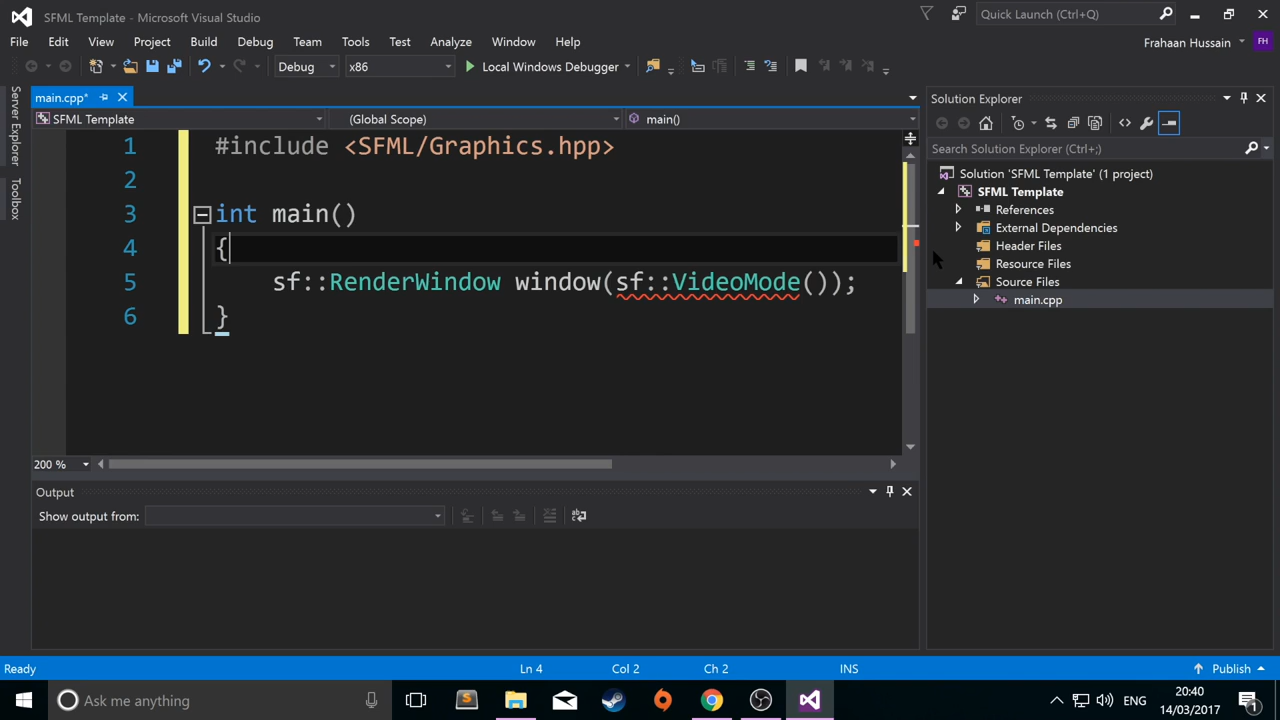 SFML Template - Microsoft Visual Studio
Quick Launch (Ctrl+Q)
File Edit View Project Build Debug Team Tools Test Analyze Window Help
Frahaan Hussain FH
Debug x86 Local Windows Debugger
Server Explorer
Toolbox
main.cpp*
SFML Template (Global Scope) main()
1 #include <SFML/Graphics.hpp>
2
3 int main()
4 {
5 sf::RenderWindow window(sf::VideoMode());
6 }
200 %
Output
Show output from:
Solution Explorer
Search Solution Explorer (Ctrl+;)
Solution 'SFML Template' (1 project)
SFML Template
References
External Dependencies
Header Files
Resource Files
Source Files
main.cpp
Ready Ln 4 Col 2 Ch 2 INS Publish
Ask me anything
ENG
20:40
14/03/2017
1